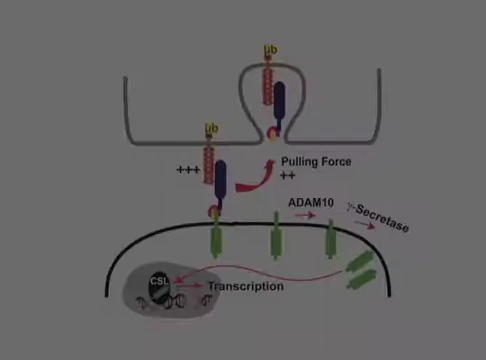 ub
ub
+++
Pulling Force
++
ADAM10
γ-Secretase
CSL
Transcription